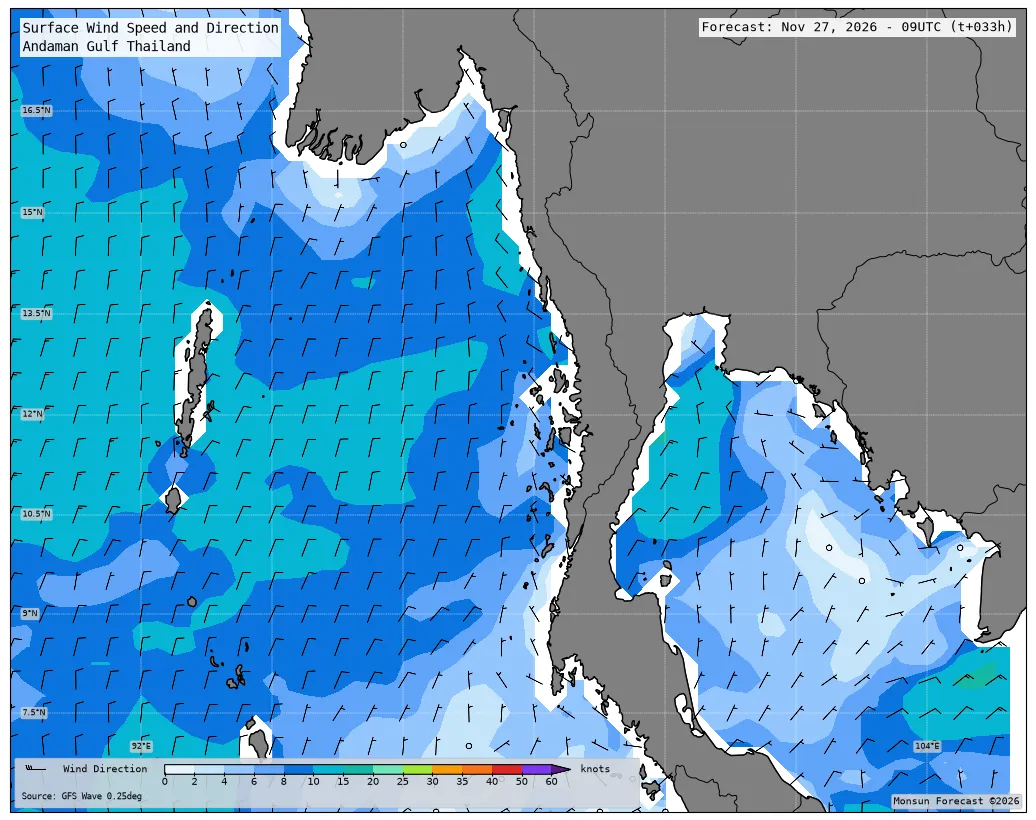 Surface Wind Speed and Direction
Andaman Gulf Thailand
Forecast: Nov 27, 2026 - 09UTC (t+033h)
16.5°N
15°N
13.5°N
12°N
10.5°N
9°N
7.5°N
92°E
104°E
Wind Direction
knots
0 2 4 6 8 10 15 20 25 30 35 40 50 60
Source: GFS Wave 0.25deg
Monsun Forecast ©2026